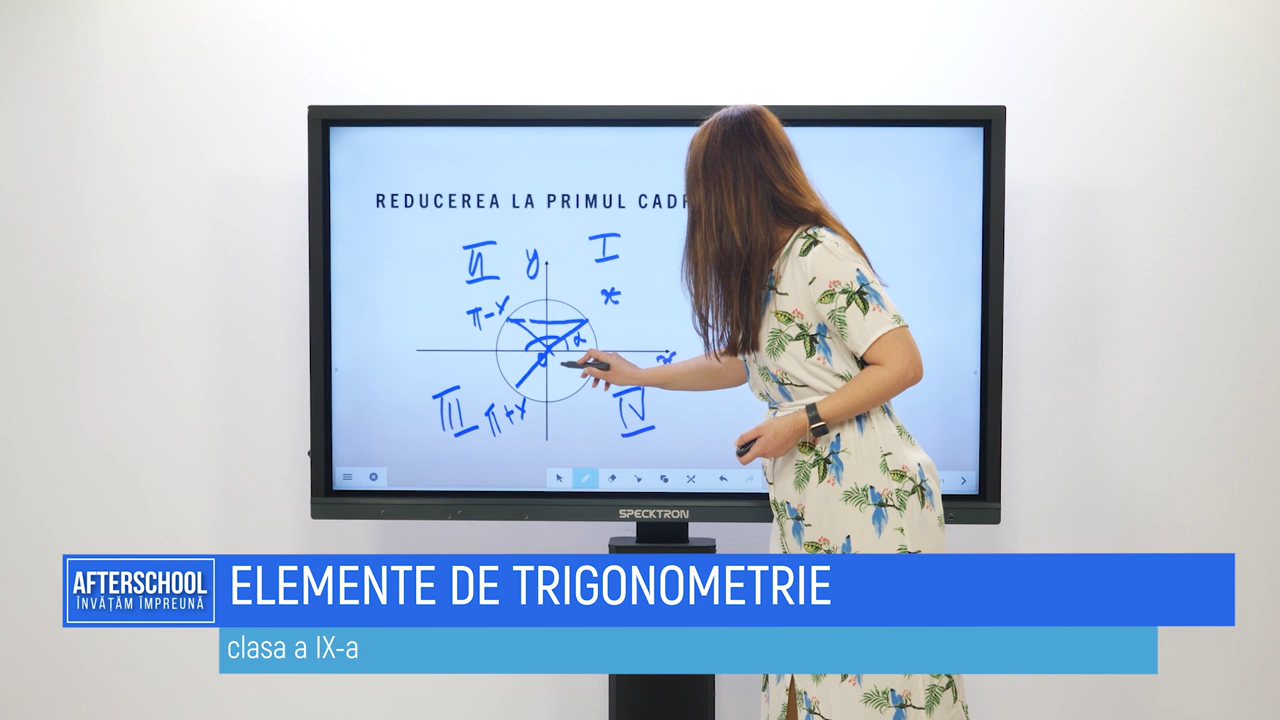 REDUCEREA LA PRIMUL CADR
II y I
π-x x
α
O x
III π+x IV
SPECKTRON
AFTERSCHOOL
ÎNVĂȚĂM ÎMPREUNĂ
ELEMENTE DE TRIGONOMETRIE
clasa a IX-a